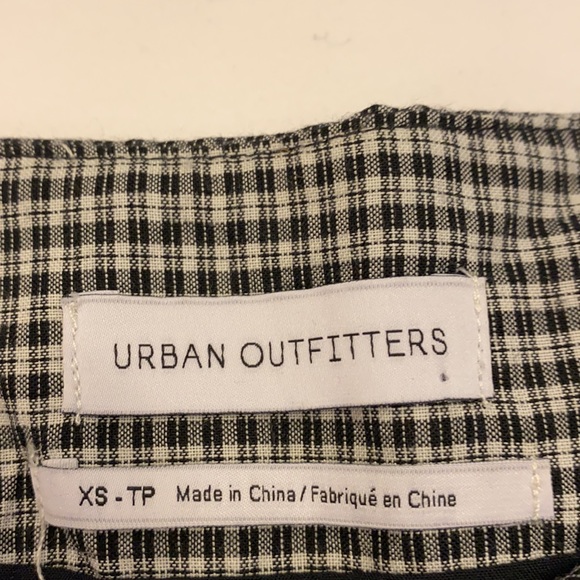 URBAN OUTFITTERS
XS - TP Made in China / Fabriqué en Chine